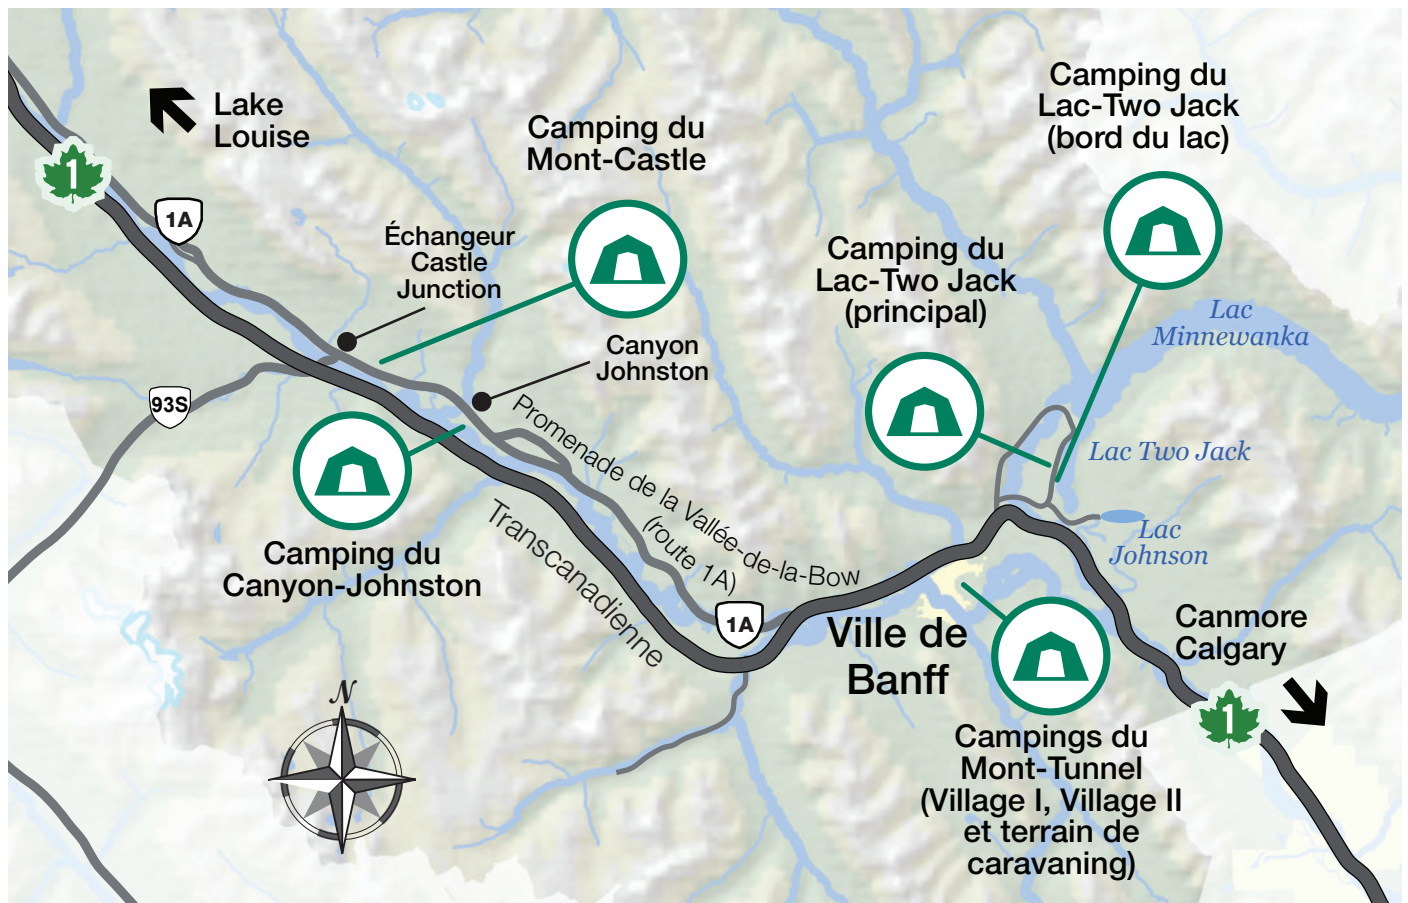 Lake
Louise
1
1A
Échangeur
Castle
Junction
Camping du
Mont-Castle
Canyon
Johnston
93S
Camping du
Canyon-Johnston
Promenade de la Vallée-de-la-Bow
(route 1A)
Transcanadienne
1A
Camping du
Lac-Two Jack
(principal)
Camping du
Lac-Two Jack
(bord du lac)
Lac
Minnewanka
Lac Two Jack
Lac
Johnson
Ville de
Banff
Canmore
Calgary
1
Campings du
Mont-Tunnel
(Village I, Village II
et terrain de
caravaning)
N